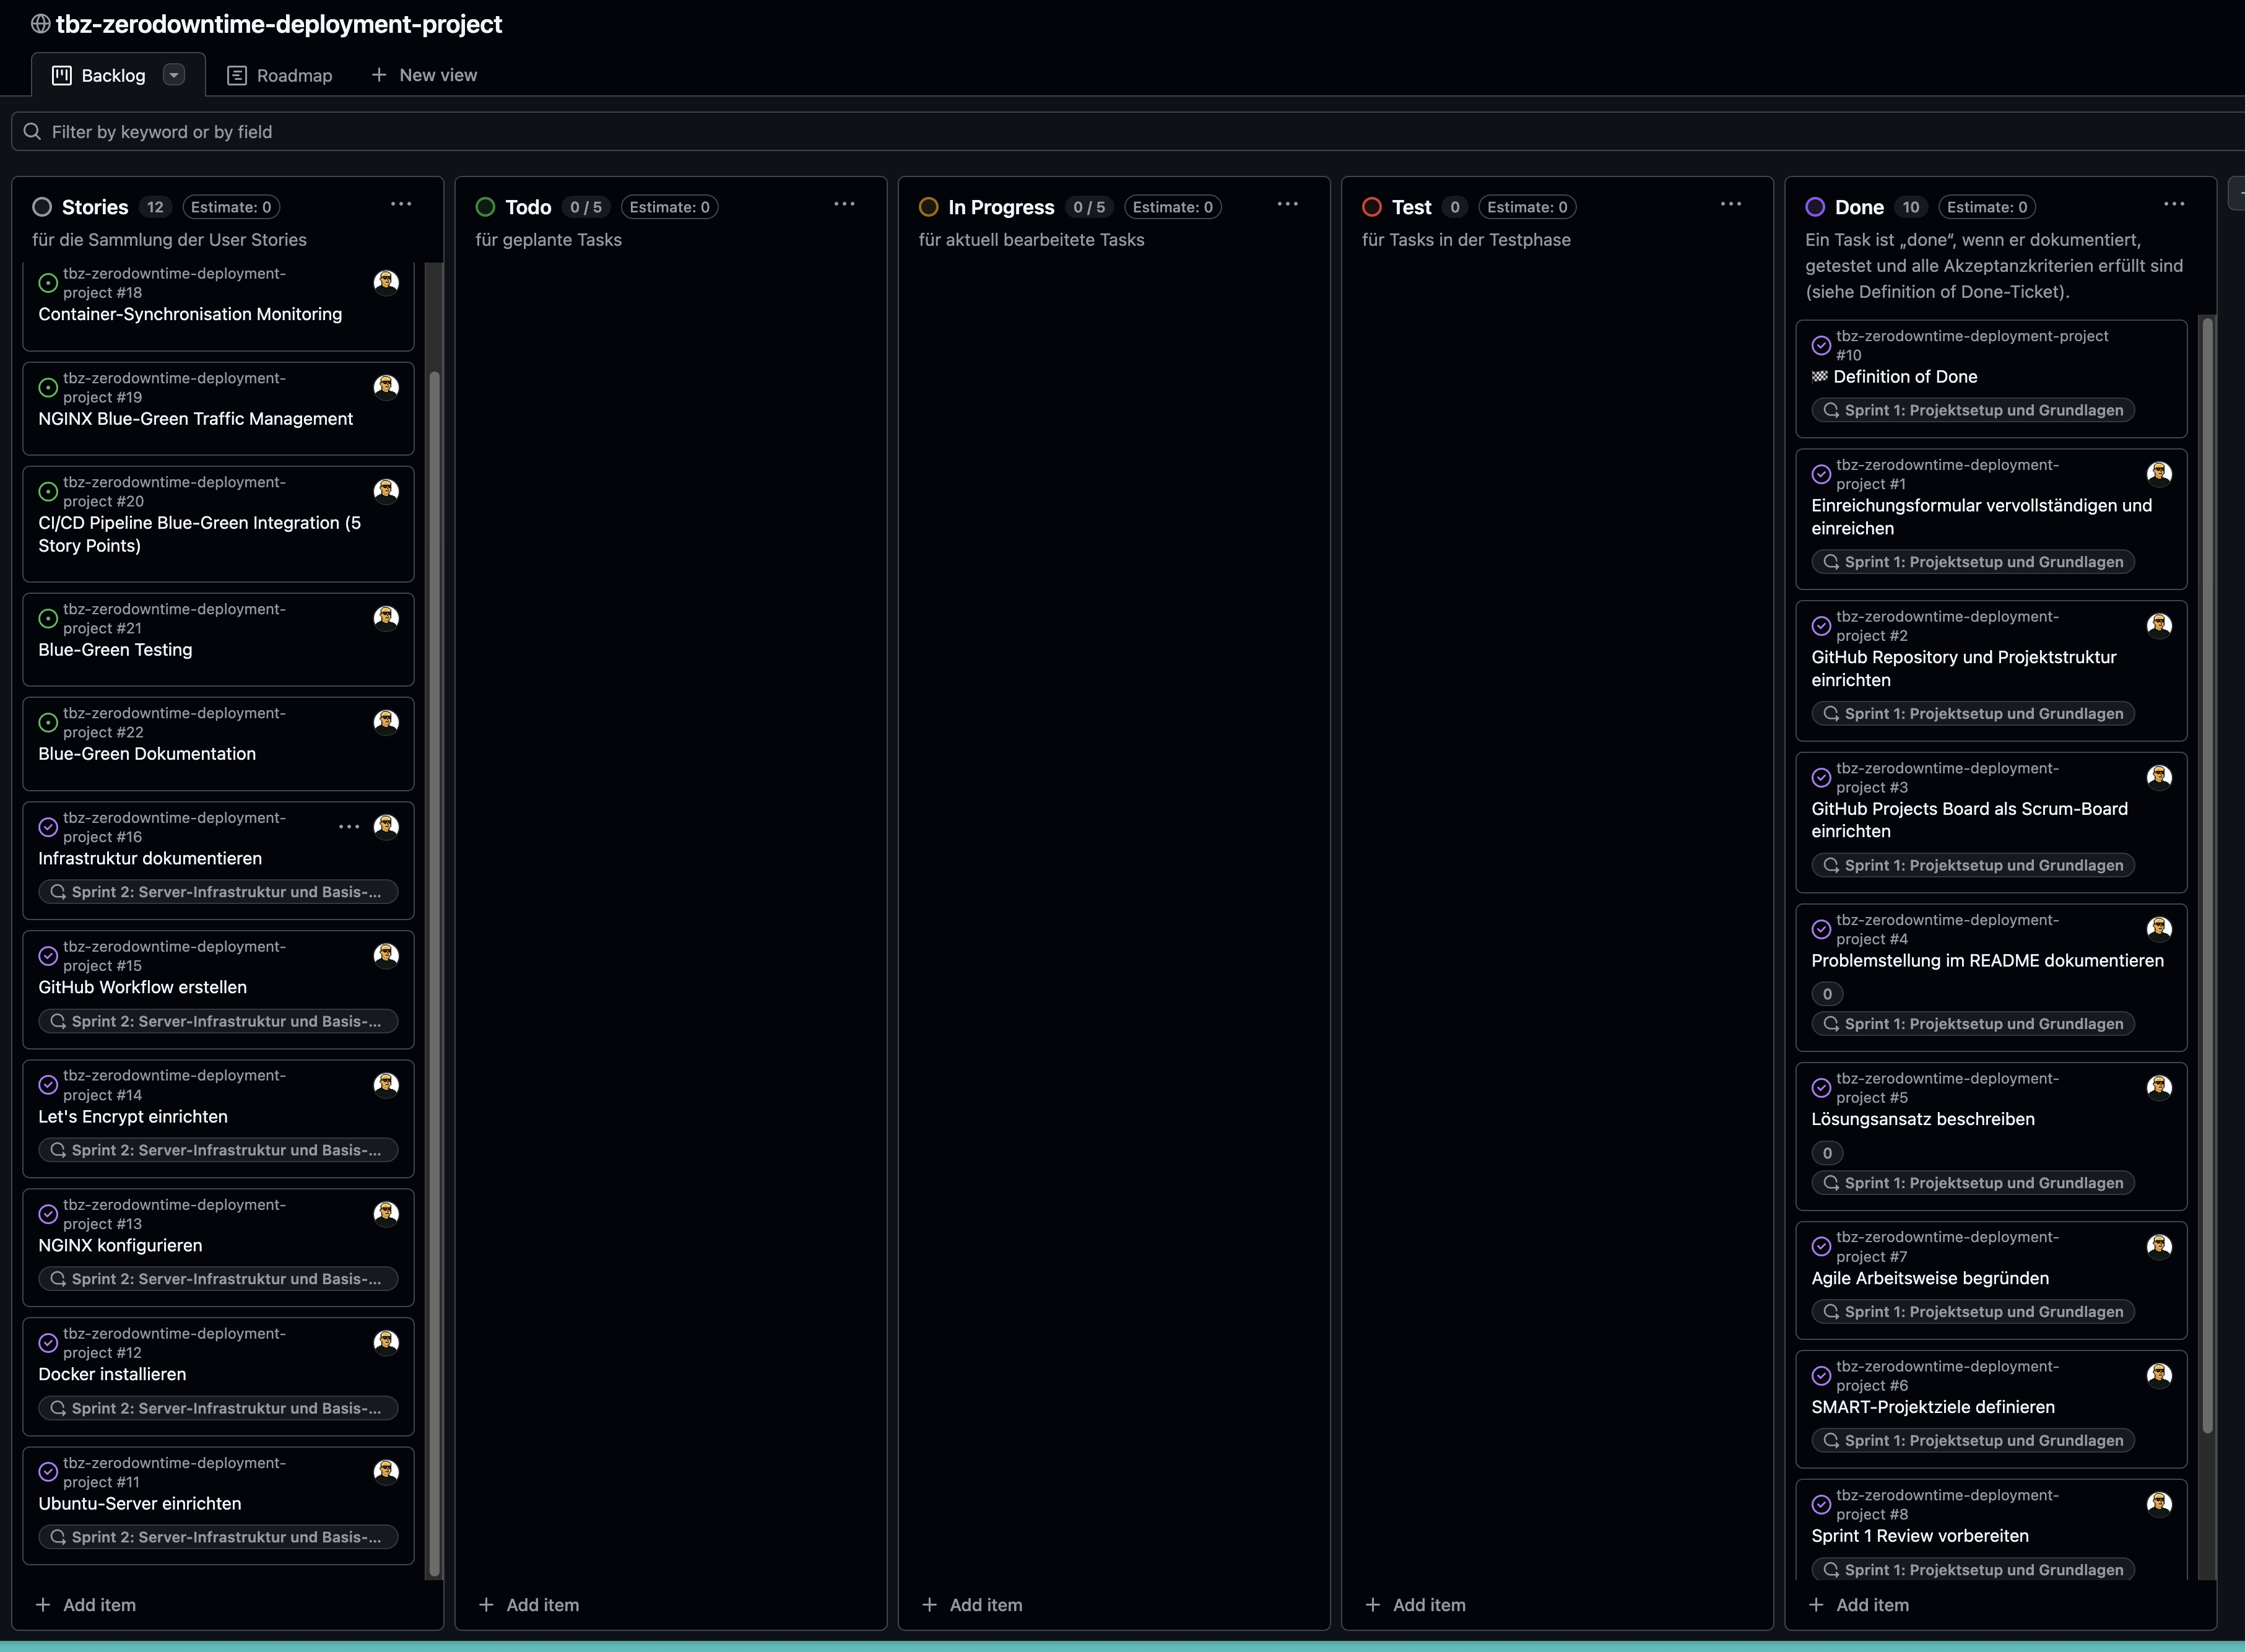 tbz-zerodowntime-deployment-project
Backlog
Roadmap
New view
Filter by keyword or by field
Stories 12 Estimate: 0
für die Sammlung der User Stories
tbz-zerodowntime-deployment-
project #18
Container-Synchronisation Monitoring
tbz-zerodowntime-deployment-
project #19
NGINX Blue-Green Traffic Management
tbz-zerodowntime-deployment-
project #20
CI/CD Pipeline Blue-Green Integration (5
Story Points)
tbz-zerodowntime-deployment-
project #21
Blue-Green Testing
tbz-zerodowntime-deployment-
project #22
Blue-Green Dokumentation
tbz-zerodowntime-deployment-
project #16
Infrastruktur dokumentieren
Sprint 2: Server-Infrastruktur und Basis-...
tbz-zerodowntime-deployment-
project #15
GitHub Workflow erstellen
Sprint 2: Server-Infrastruktur und Basis-...
tbz-zerodowntime-deployment-
project #14
Let's Encrypt einrichten
Sprint 2: Server-Infrastruktur und Basis-...
tbz-zerodowntime-deployment-
project #13
NGINX konfigurieren
Sprint 2: Server-Infrastruktur und Basis-...
tbz-zerodowntime-deployment-
project #12
Docker installieren
Sprint 2: Server-Infrastruktur und Basis-...
tbz-zerodowntime-deployment-
project #11
Ubuntu-Server einrichten
Sprint 2: Server-Infrastruktur und Basis-...
Add item
Todo 0 / 5 Estimate: 0
für geplante Tasks
Add item
In Progress 0 / 5 Estimate: 0
für aktuell bearbeitete Tasks
Add item
Test 0 Estimate: 0
für Tasks in der Testphase
Add item
Done 10 Estimate: 0
Ein Task ist „done“, wenn er dokumentiert,
getestet und alle Akzeptanzkriterien erfüllt sind
(siehe Definition of Done-Ticket).
tbz-zerodowntime-deployment-project
#10
Definition of Done
Sprint 1: Projektsetup und Grundlagen
tbz-zerodowntime-deployment-
project #1
Einreichungsformular vervollständigen und
einreichen
Sprint 1: Projektsetup und Grundlagen
tbz-zerodowntime-deployment-
project #2
GitHub Repository und Projektstruktur
einrichten
Sprint 1: Projektsetup und Grundlagen
tbz-zerodowntime-deployment-
project #3
GitHub Projects Board als Scrum-Board
einrichten
Sprint 1: Projektsetup und Grundlagen
tbz-zerodowntime-deployment-
project #4
Problemstellung im README dokumentieren
0
Sprint 1: Projektsetup und Grundlagen
tbz-zerodowntime-deployment-
project #5
Lösungsansatz beschreiben
0
Sprint 1: Projektsetup und Grundlagen
tbz-zerodowntime-deployment-
project #7
Agile Arbeitsweise begründen
Sprint 1: Projektsetup und Grundlagen
tbz-zerodowntime-deployment-
project #6
SMART-Projektziele definieren
Sprint 1: Projektsetup und Grundlagen
tbz-zerodowntime-deployment-
project #8
Sprint 1 Review vorbereiten
Sprint 1: Projektsetup und Grundlagen
Add item